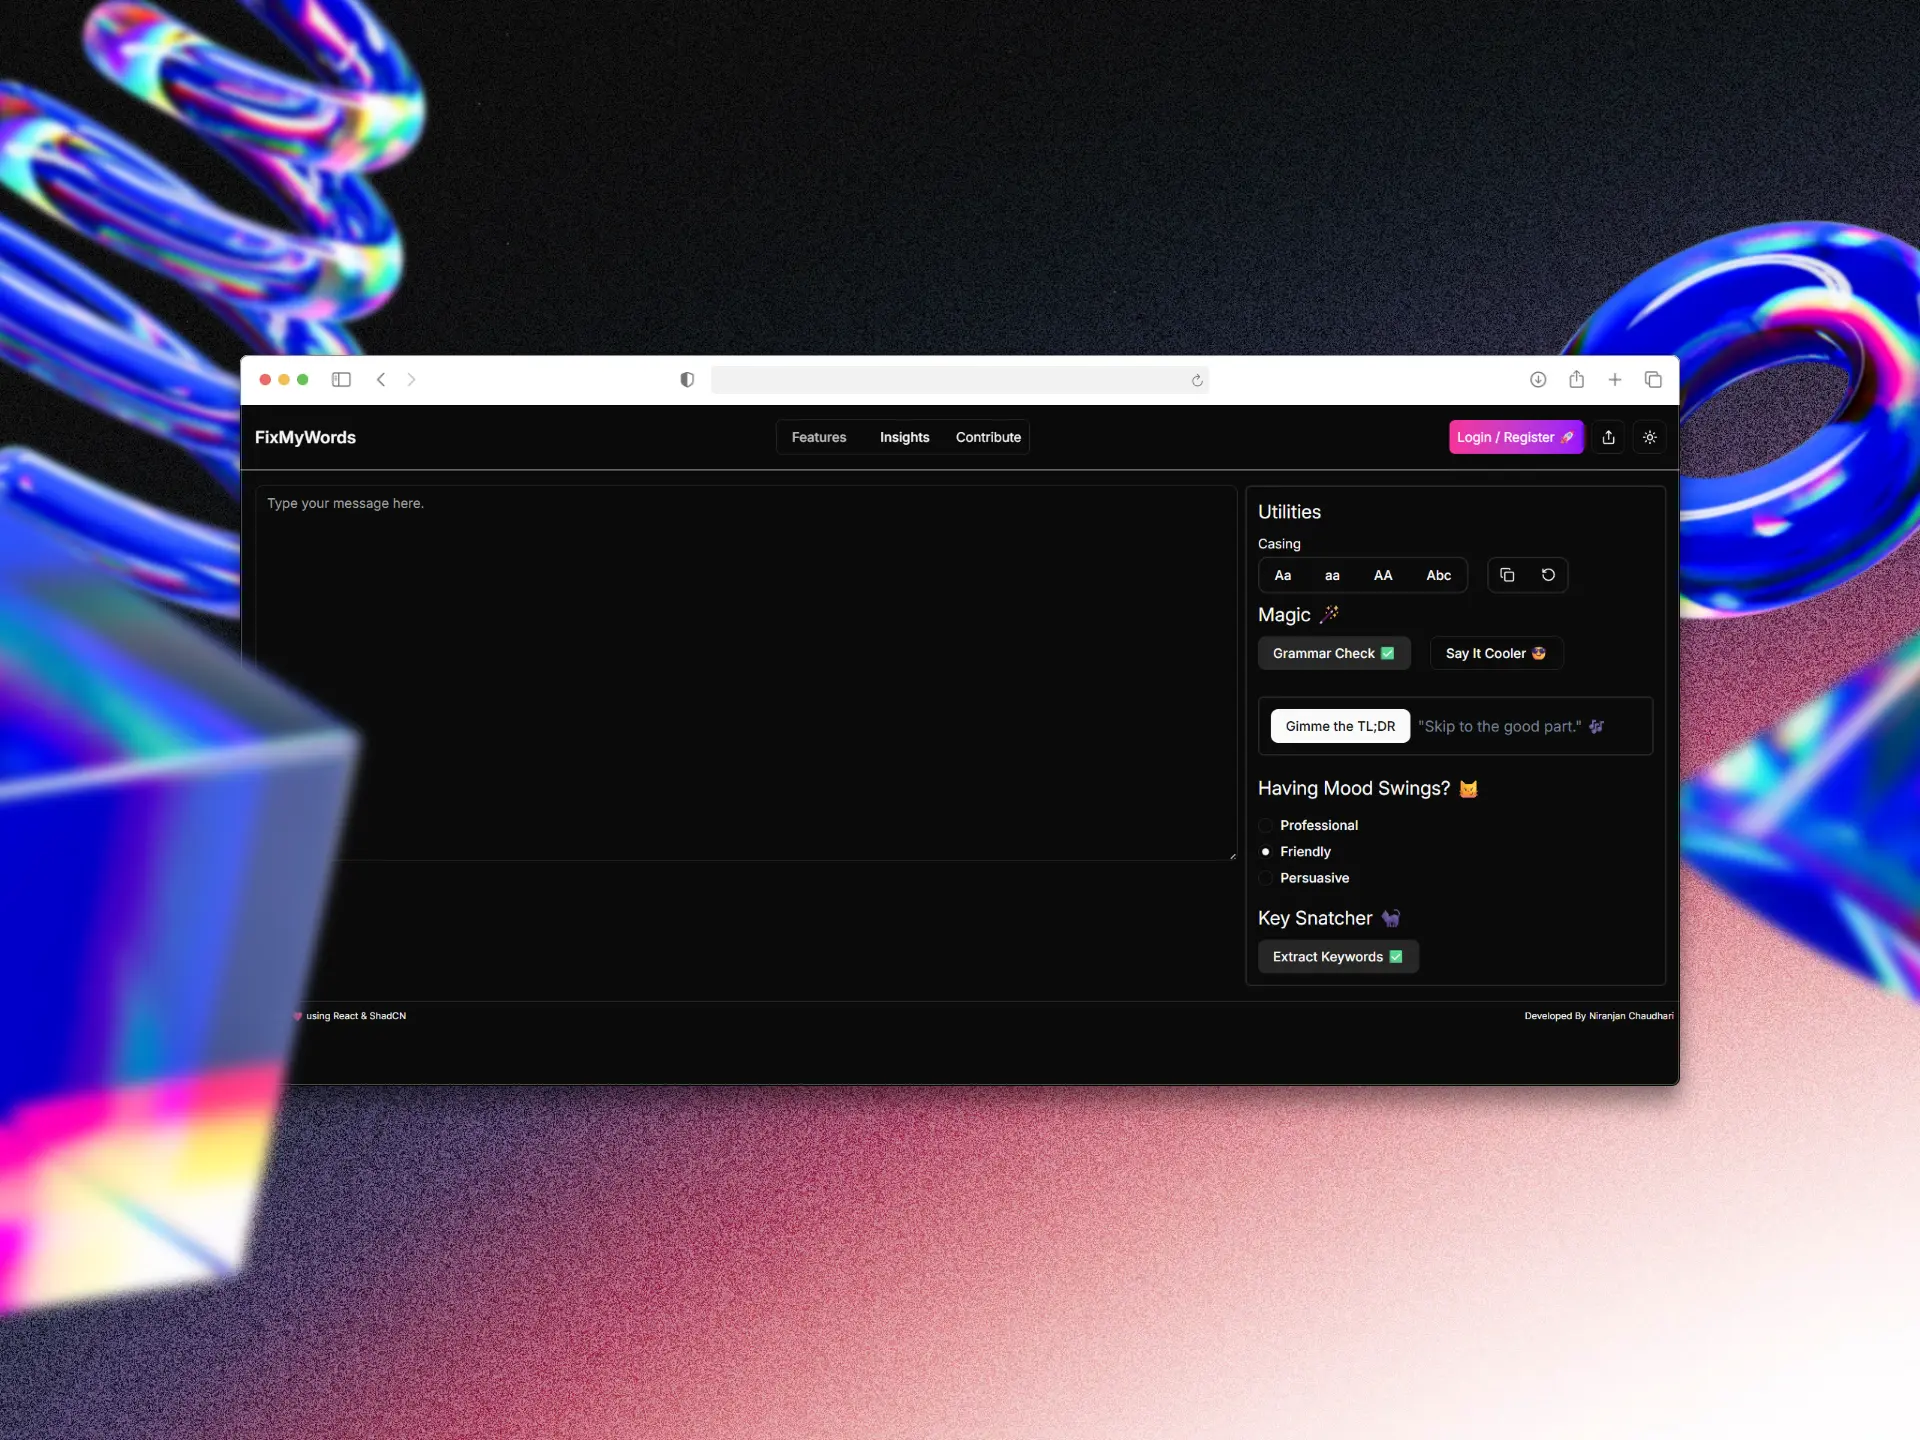 FixMyWords
Features Insights Contribute
Login / Register 🚀
Type your message here.
Utilities
Casing
Aa aa AA Abc
Magic 🪄
Grammar Check ✅ Say It Cooler 😎
Gimme the TL;DR "Skip to the good part." 🎶
Having Mood Swings? 🐱
Professional
Friendly
Persuasive
Key Snatcher 🐈‍⬛
Extract Keywords ✅
using React & ShadCN
Developed By Niranjan Chaudhari